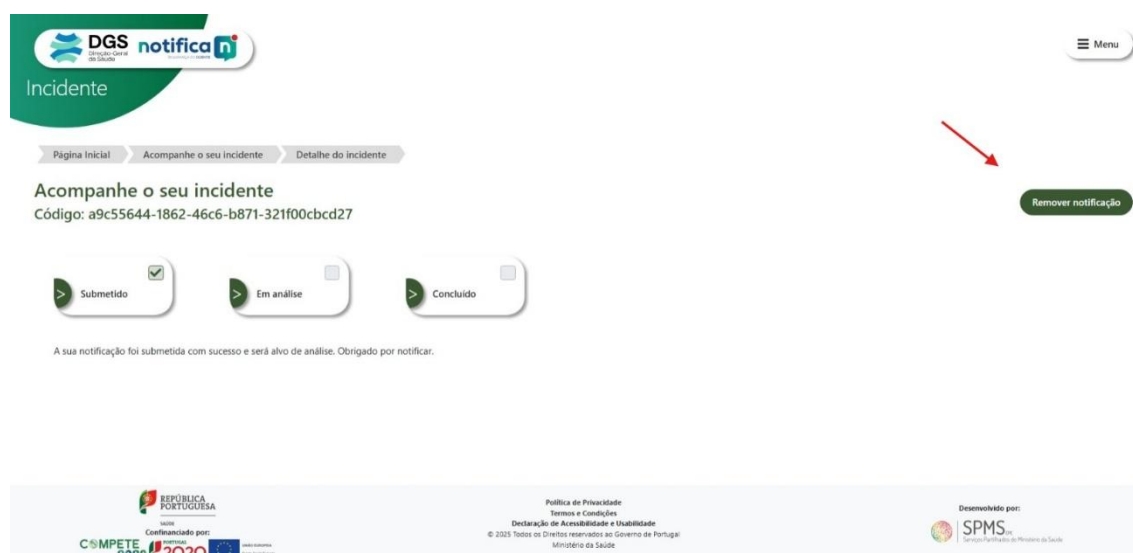 DGS
Direção-Geral
da Saúde
notifica
Menu
Incidente
Página Inicial
Acompanhe o seu incidente
Detalhe do incidente
Acompanhe o seu incidente
Código: a9c55644-1862-46c6-b871-321f00cbcd27
Remover notificação
Submetido
Em análise
Concluído
A sua notificação foi submetida com sucesso e será alvo de análise. Obrigado por notificar.
REPÚBLICA
PORTUGUESA
SAÚDE
Confinanciado por:
COMPETE
2020
PORTUGAL
2020
UNIÃO EUROPEIA
Política de Privacidade
Termos e Condições
Declaração de Acessibilidade e Usabilidade
© 2025 Todos os Direitos reservados ao Governo de Portugal
Ministério da Saúde
Desenvolvido por:
SPMS
Serviços Partilhados do Ministério da Saúde